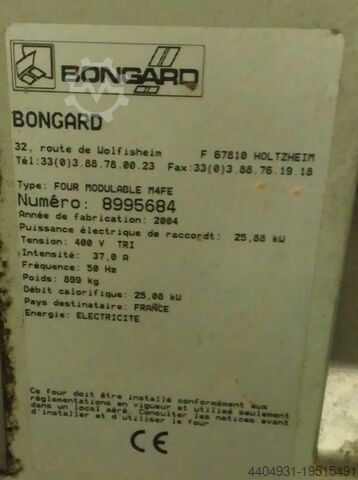 BONGARD
BONGARD
32, route de Wolfisheim F 67810 HOLTZHEIM
Tél:33(0)3.88.78.00.23 Fax:33(0)3.88.76.19.18
Type: FOUR MODULABLE M4FE
Numéro: 8995684
Année de fabrication: 2004
Puissance électrique de raccordt: 25,88 kW
Tension: 400 V TRI
Intensité: 37,0 A
Fréquence: 50 Hz
Poids: 899 kg
Débit calorifique: 25,08 kW
Pays destinataire: FRANCE
Energie: ELECTRICITE
Ce four doit être installé conformément aux
réglementations en vigueur et utilisé seulement
dans un local aéré. Consulter les notices avant
d'installer et d'utiliser le four.
CE
4404931-19515491